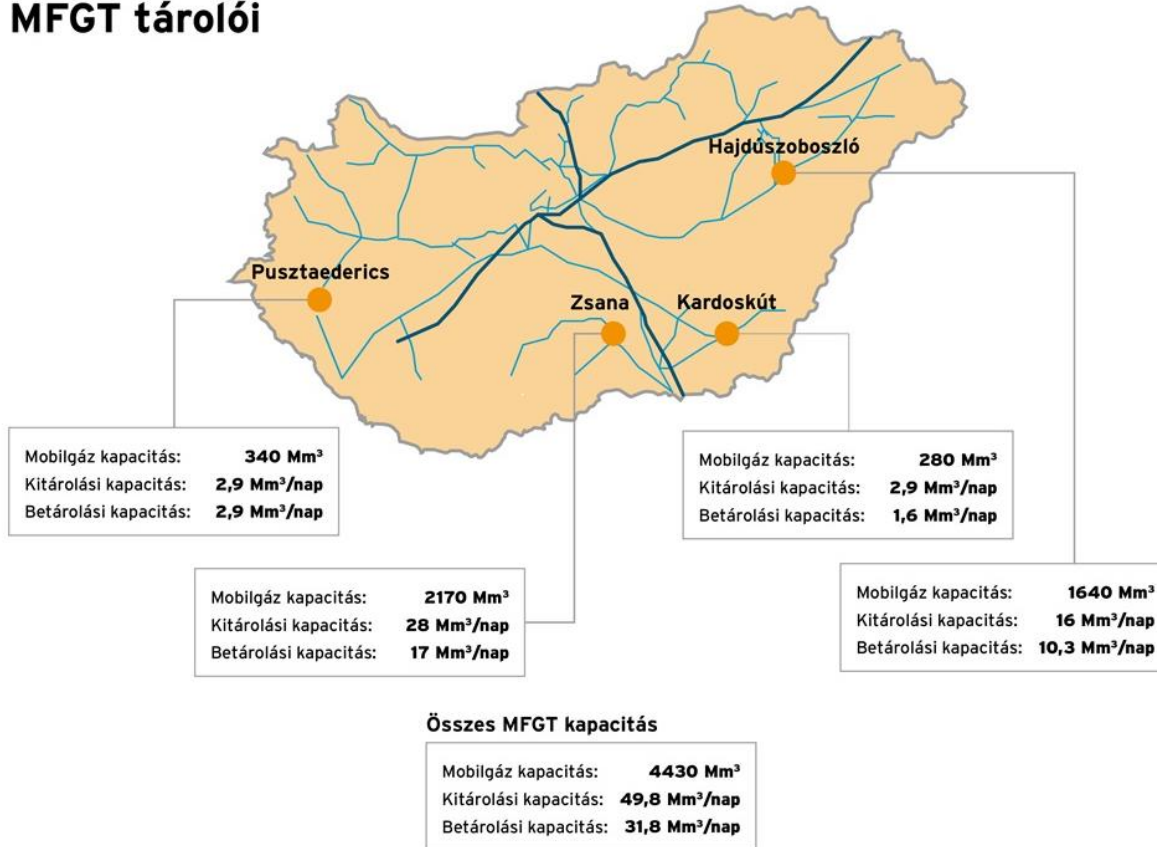 MFGT tárolói
Hajdúszoboszló
Pusztaederics
Zsana
Kardoskút
Mobilgáz kapacitás: 340 Mm³
Kitárolási kapacitás: 2,9 Mm³/nap
Betárolási kapacitás: 2,9 Mm³/nap
Mobilgáz kapacitás: 280 Mm³
Kitárolási kapacitás: 2,9 Mm³/nap
Betárolási kapacitás: 1,6 Mm³/nap
Mobilgáz kapacitás: 2170 Mm³
Kitárolási kapacitás: 28 Mm³/nap
Betárolási kapacitás: 17 Mm³/nap
Mobilgáz kapacitás: 1640 Mm³
Kitárolási kapacitás: 16 Mm³/nap
Betárolási kapacitás: 10,3 Mm³/nap
Összes MFGT kapacitás
Mobilgáz kapacitás: 4430 Mm³
Kitárolási kapacitás: 49,8 Mm³/nap
Betárolási kapacitás: 31,8 Mm³/nap